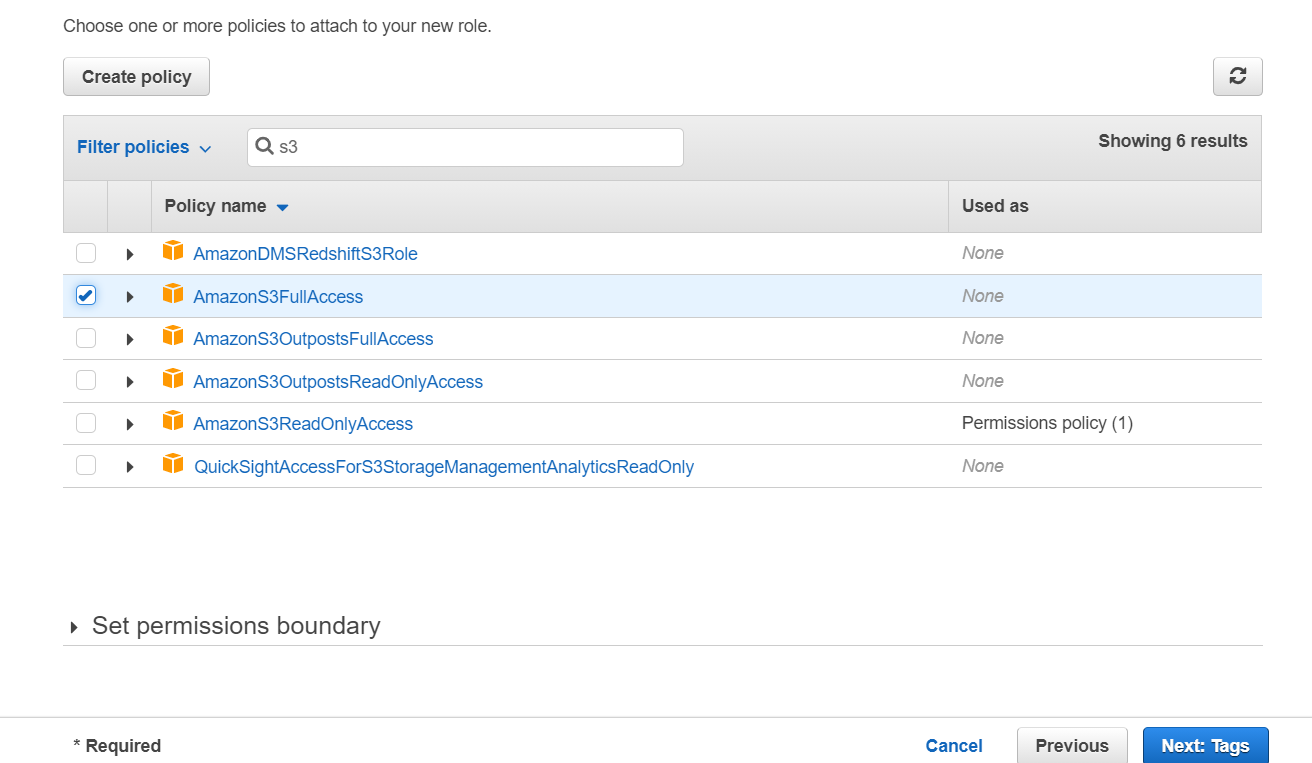 Choose one or more policies to attach to your new role.
Create policy
Filter policies
s3
Showing 6 results
Policy name
Used as
AmazonDMSRedshiftS3Role
None
AmazonS3FullAccess
None
AmazonS3OutpostsFullAccess
None
AmazonS3OutpostsReadOnlyAccess
None
AmazonS3ReadOnlyAccess
Permissions policy (1)
QuickSightAccessForS3StorageManagementAnalyticsReadOnly
None
Set permissions boundary
* Required
Cancel
Previous
Next: Tags